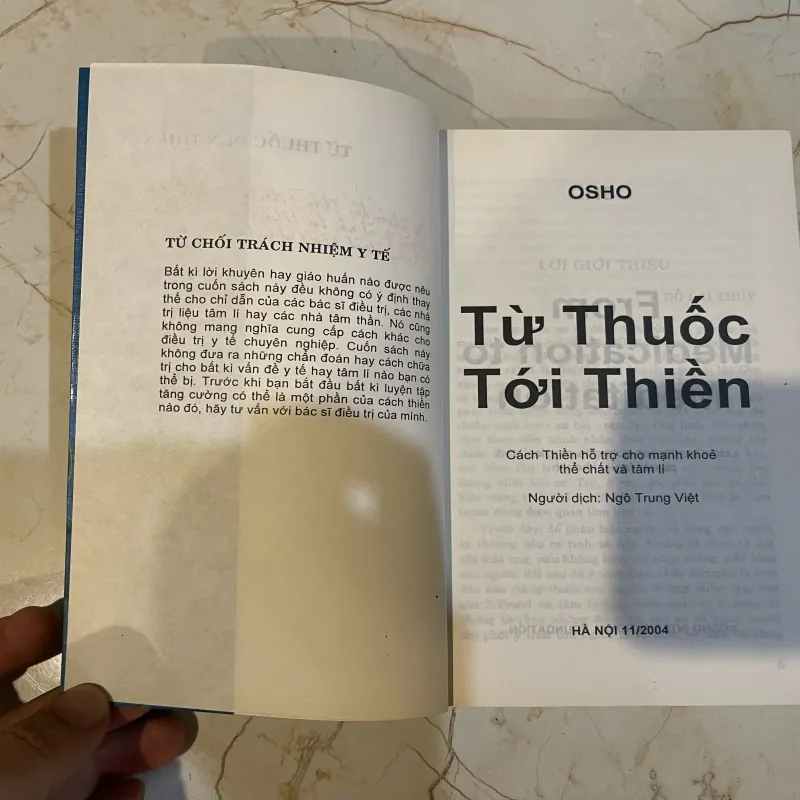 TỪ CHỐI TRÁCH NHIỆM Y TẾ
Bất kì lời khuyên hay giáo huấn nào được nêu
trong cuốn sách này đều không có ý định thay
thế cho chỉ dẫn của các bác sĩ điều trị, các nhà
trị liệu tâm lí hay các nhà tâm thần. Nó cũng
không mang nghĩa cung cấp cách khác cho
điều trị y tế chuyên nghiệp. Cuốn sách này
không đưa ra những chẩn đoán hay cách chữa
trị cho bất kì vấn đề y tế hay tâm lí nào bạn có
thể bị. Trước khi bạn bắt đầu bất kì luyện tập
tăng cường có thể là một phần của cách thiền
nào đó, hãy tư vấn với bác sĩ điều trị của mình.
OSHO
Từ Thuốc
Tới Thiền
Cách Thiền hỗ trợ cho mạnh khoẻ
thể chất và tâm lí
Người dịch: Ngô Trung Việt
HÀ NỘI 11/2004